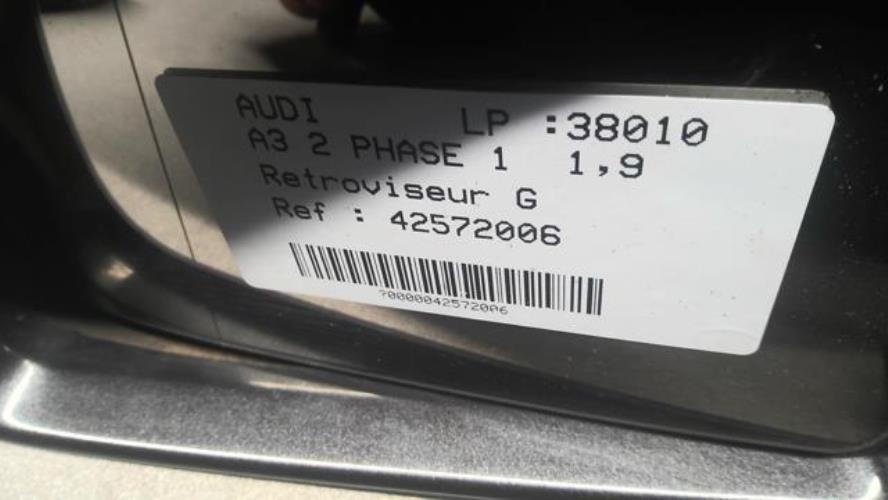 AUDI LP :38010
A3 2 PHASE 1 1,9
Retroviseur G
Ref : 42572006
70000042572006